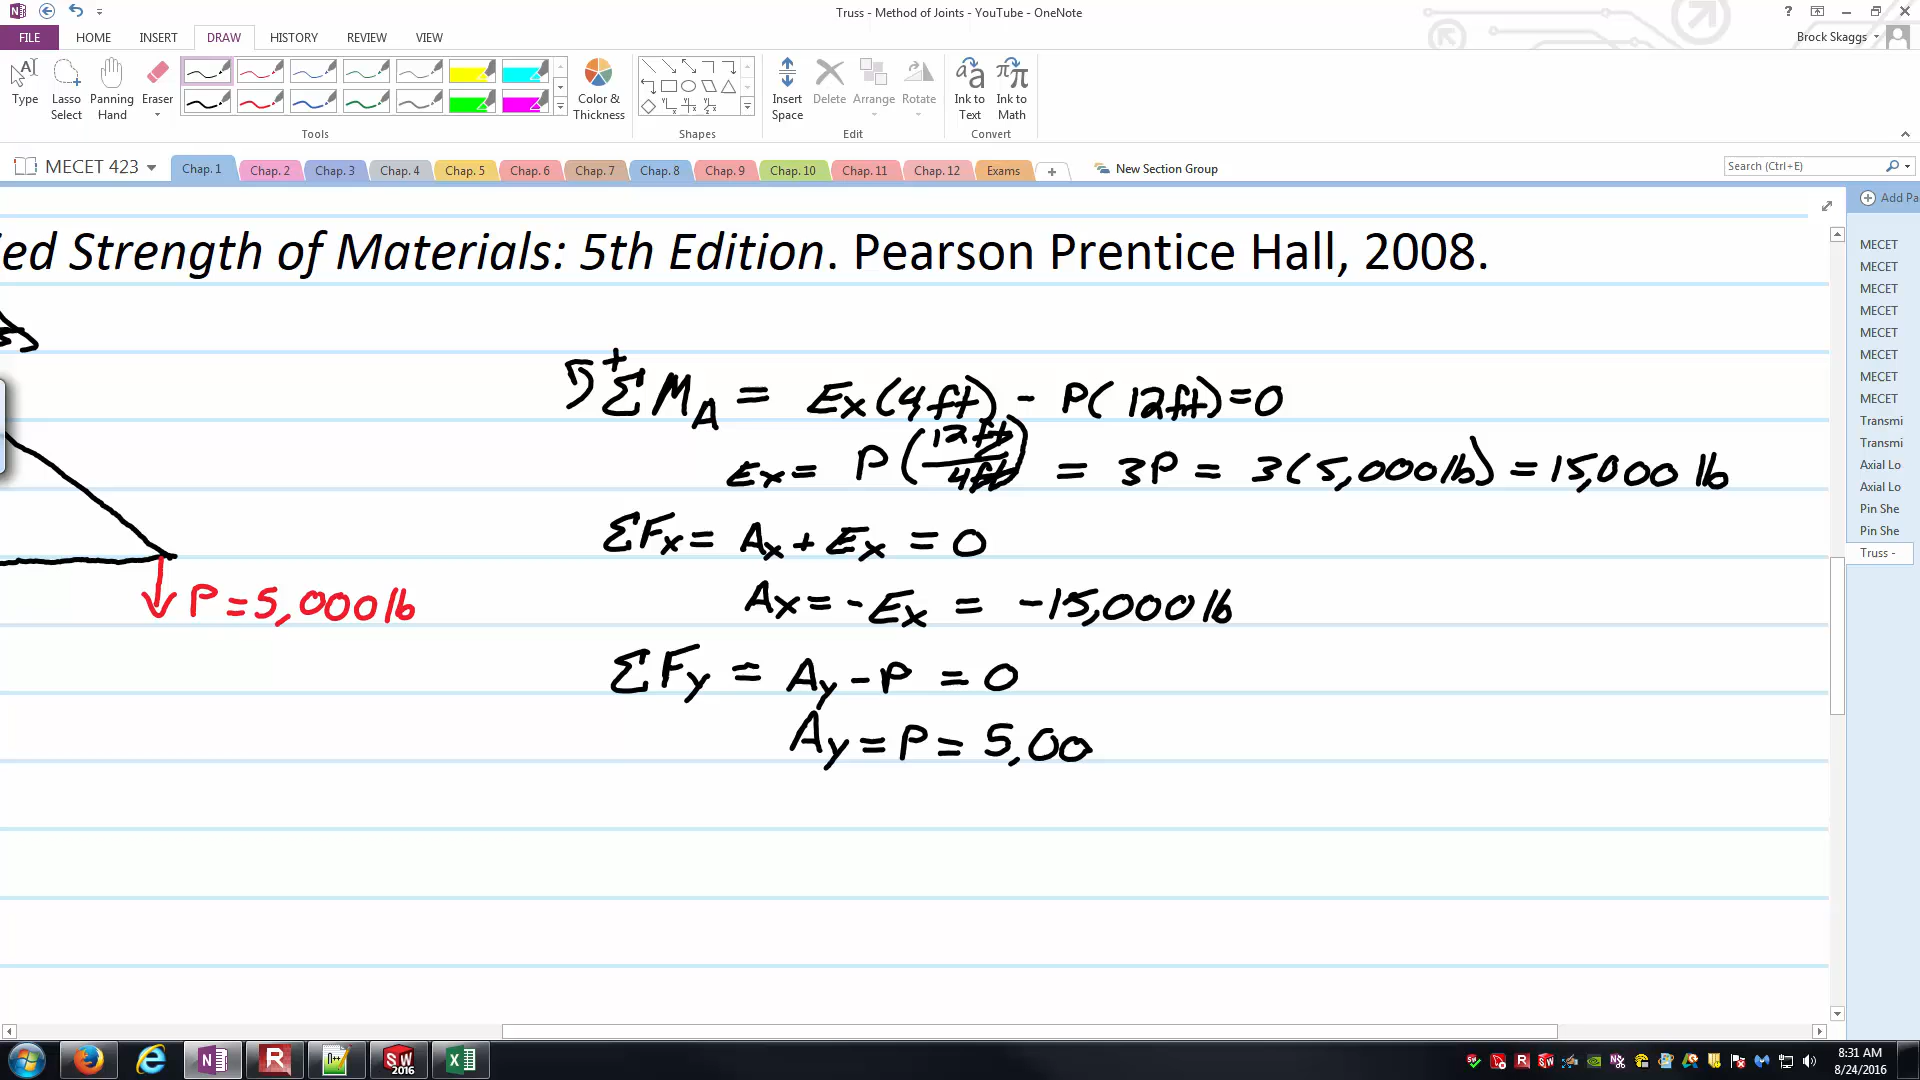 Truss - Method of Joints - YouTube - OneNote
Brock Skaggs
FILE HOME INSERT DRAW HISTORY REVIEW VIEW
Type
Lasso Select
Panning Hand
Eraser
Color & Thickness
Insert Space
Delete
Arrange
Rotate
Ink to Text
Ink to Math
Tools
Shapes
Edit
Convert
MECET 423
Chap. 1 Chap. 2 Chap. 3 Chap. 4 Chap. 5 Chap. 6 Chap. 7 Chap. 8 Chap. 9 Chap. 10 Chap. 11 Chap. 12 Exams
New Section Group
Search (Ctrl+E)
Add Pa
ed Strength of Materials: 5th Edition. Pearson Prentice Hall, 2008.
+ΣM_A = Ex(4ft) - P(12ft)=0
Ex = P(12ft/4ft) = 3P = 3(5,000lb) = 15,000 lb
ΣFx = Ax + Ex = 0
Ax = -Ex = -15,000 lb
ΣFy = Ay - P = 0
Ay = P = 5,00
P = 5,000 lb
MECET
MECET
MECET
MECET
MECET
MECET
MECET
MECET
Transmi
Transmi
Axial Lo
Axial Lo
Pin She
Pin She
Truss -
8:31 AM
8/24/2016